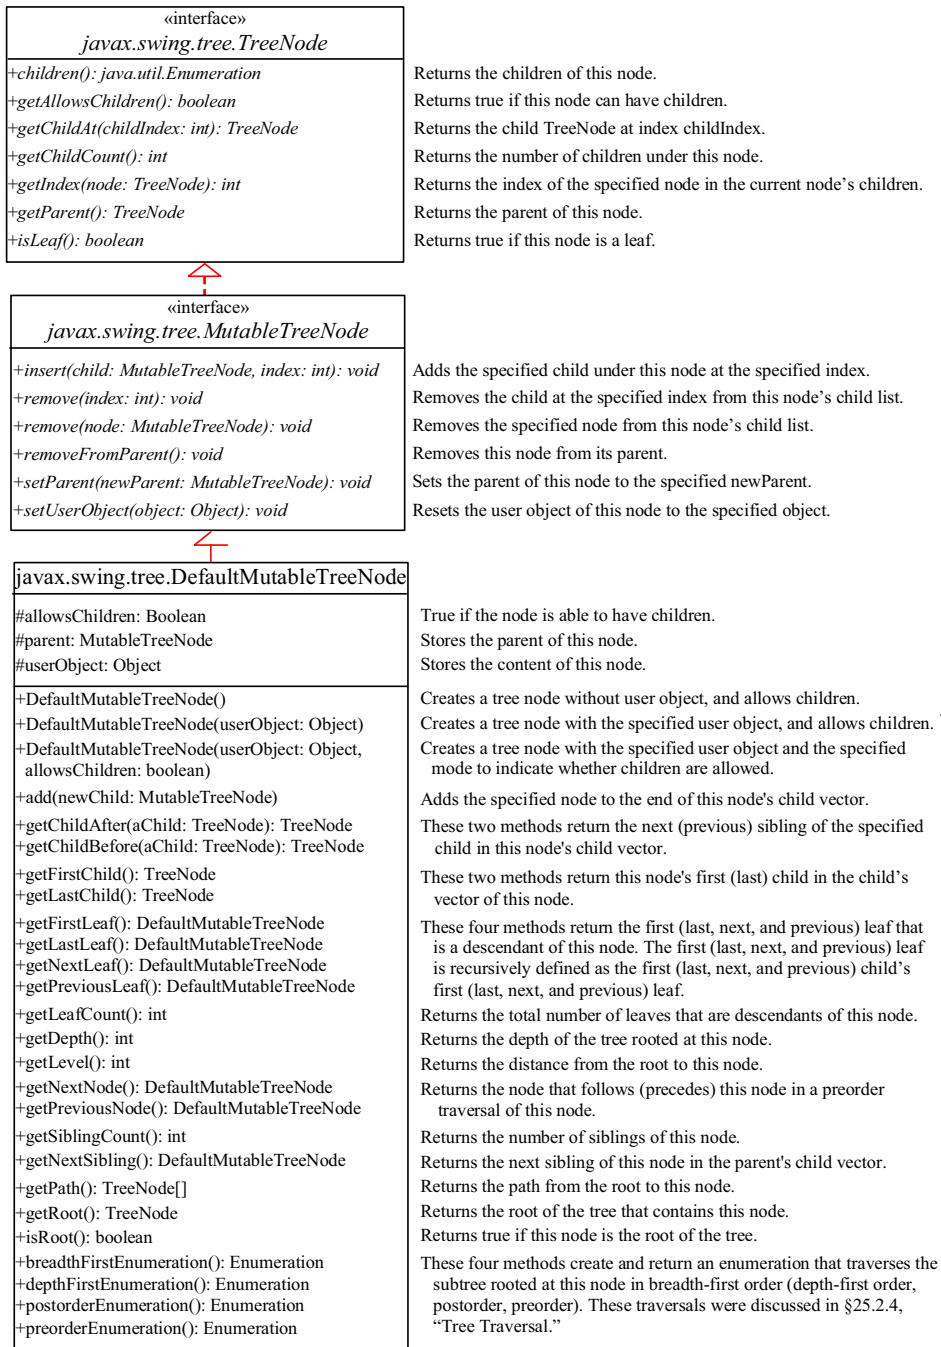 «interface»
javax.swing.tree.TreeNode
+children(): java.util.Enumeration Returns the children of this node.
+getAllowsChildren(): boolean Returns true if this node can have children.
+getChildAt(childIndex: int): TreeNode Returns the child TreeNode at index childIndex.
+getChildCount(): int Returns the number of children under this node.
+getIndex(node: TreeNode): int Returns the index of the specified node in the current node’s children.
+getParent(): TreeNode Returns the parent of this node.
+isLeaf(): boolean Returns true if this node is a leaf.
«interface»
javax.swing.tree.MutableTreeNode
+insert(child: MutableTreeNode, index: int): void Adds the specified child under this node at the specified index.
+remove(index: int): void Removes the child at the specified index from this node’s child list.
+remove(node: MutableTreeNode): void Removes the specified node from this node’s child list.
+removeFromParent(): void Removes this node from its parent.
+setParent(newParent: MutableTreeNode): void Sets the parent of this node to the specified newParent.
+setUserObject(object: Object): void Resets the user object of this node to the specified object.
javax.swing.tree.DefaultMutableTreeNode
#allowsChildren: Boolean True if the node is able to have children.
#parent: MutableTreeNode Stores the parent of this node.
#userObject: Object Stores the content of this node.
+DefaultMutableTreeNode() Creates a tree node without user object, and allows children.
+DefaultMutableTreeNode(userObject: Object) Creates a tree node with the specified user object, and allows children.
+DefaultMutableTreeNode(userObject: Object, Creates a tree node with the specified user object and the specified
allowsChildren: boolean) mode to indicate whether children are allowed.
+add(newChild: MutableTreeNode) Adds the specified node to the end of this node's child vector.
+getChildAfter(aChild: TreeNode): TreeNode These two methods return the next (previous) sibling of the specified
+getChildBefore(aChild: TreeNode): TreeNode child in this node's child vector.
+getFirstChild(): TreeNode These two methods return this node's first (last) child in the child’s
+getLastChild(): TreeNode vector of this node.
+getFirstLeaf(): DefaultMutableTreeNode These four methods return the first (last, next, and previous) leaf that
+getLastLeaf(): DefaultMutableTreeNode is a descendant of this node. The first (last, next, and previous) leaf
+getNextLeaf(): DefaultMutableTreeNode is recursively defined as the first (last, next, and previous) child’s
+getPreviousLeaf(): DefaultMutableTreeNode first (last, next, and previous) leaf.
+getLeafCount(): int Returns the total number of leaves that are descendants of this node.
+getDepth(): int Returns the depth of the tree rooted at this node.
+getLevel(): int Returns the distance from the root to this node.
+getNextNode(): DefaultMutableTreeNode Returns the node that follows (precedes) this node in a preorder
+getPreviousNode(): DefaultMutableTreeNode traversal of this node.
+getSiblingCount(): int Returns the number of siblings of this node.
+getNextSibling(): DefaultMutableTreeNode Returns the next sibling of this node in the parent's child vector.
+getPath(): TreeNode[] Returns the path from the root to this node.
+getRoot(): TreeNode Returns the root of the tree that contains this node.
+isRoot(): boolean Returns true if this node is the root of the tree.
+breadthFirstEnumeration(): Enumeration These four methods create and return an enumeration that traverses the
+depthFirstEnumeration(): Enumeration subtree rooted at this node in breadth-first order (depth-first order,
+postorderEnumeration(): Enumeration postorder, preorder). These traversals were discussed in §25.2.4,
+preorderEnumeration(): Enumeration “Tree Traversal.”